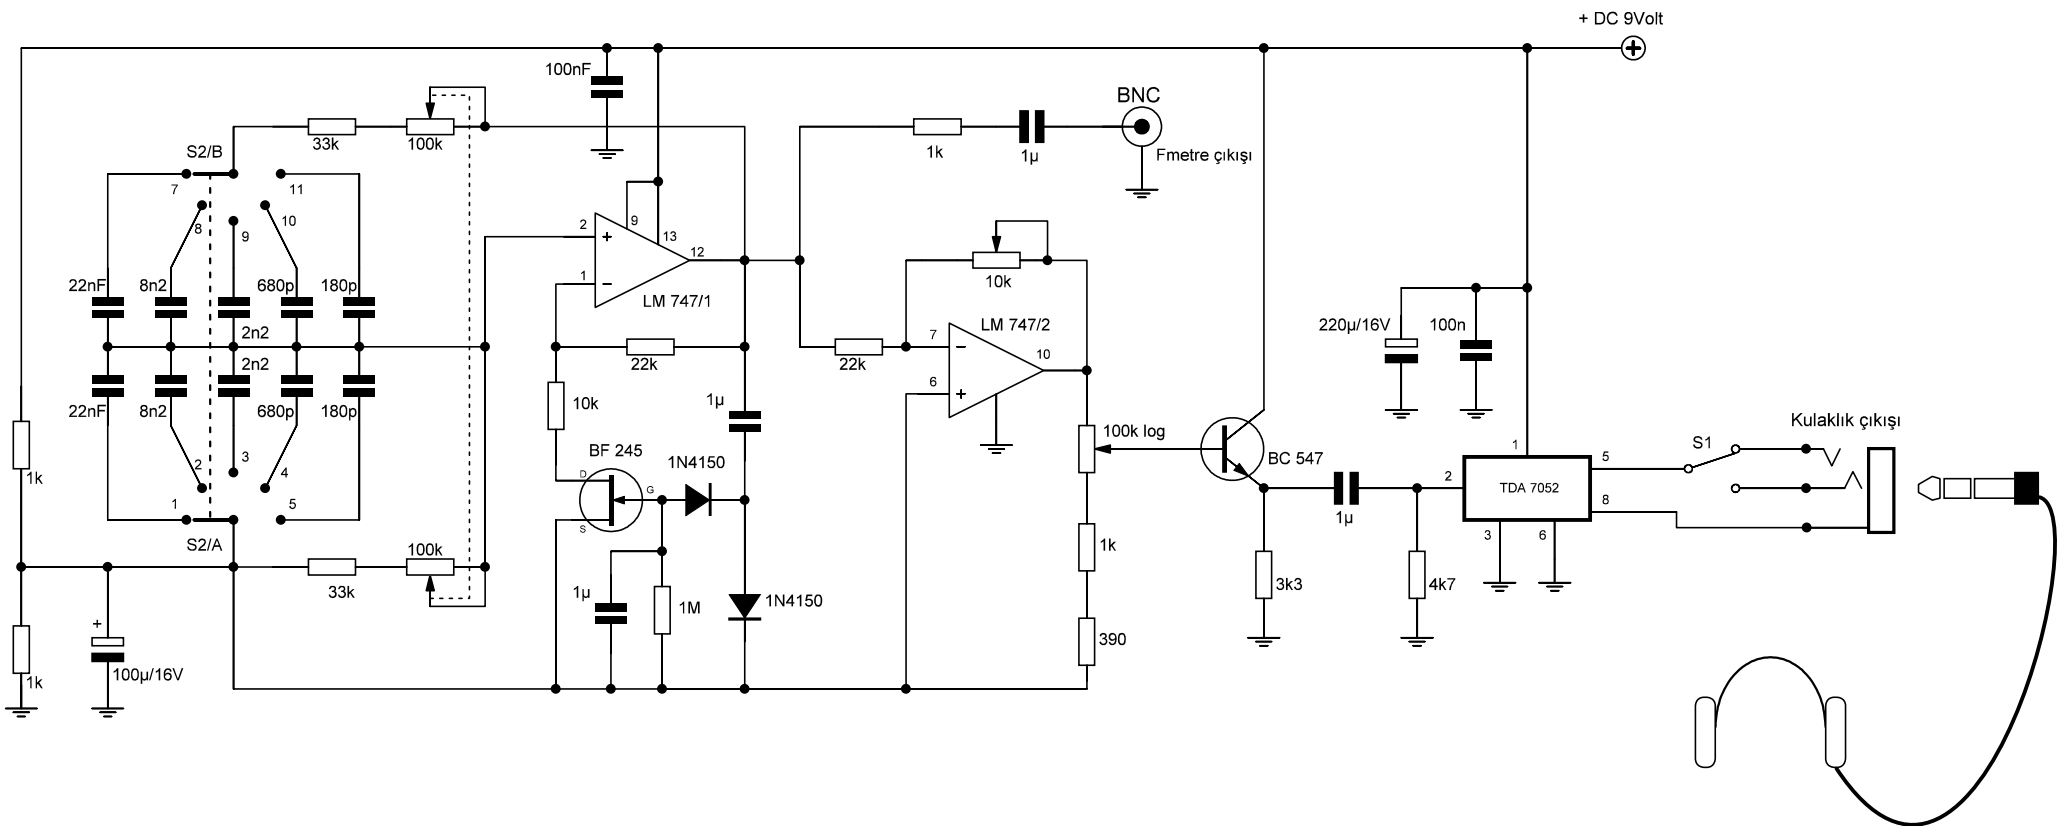 + DC 9Volt
100nF
BNC
33k
100k
1k
1µ
Fmetre çıkışı
S2/B
7
11
8
9
10
2
9
13
12
1
LM 747/1
10k
22nF
8n2
680p
180p
2n2
2n2
22nF
8n2
680p
180p
22k
22k
7
LM 747/2
10
6
220µ/16V
100n
10k
1µ
100k log
BC 547
Kulaklık çıkışı
S1
1
1k
2
3
4
1
5
BF 245
D
G
S
1N4150
2
TDA 7052
5
8
1µ
S2/A
100k
33k
3
6
1k
3k3
4k7
1µ
1M
1N4150
390
+
1k
100µ/16V